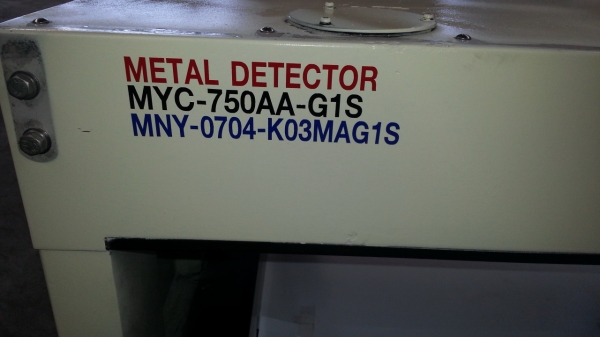 METAL DETECTOR
MYC-750AA-G1S
MNY-0704-K03MAG1S